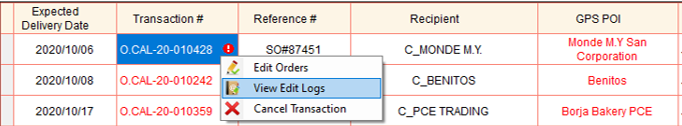 Expected Delivery Date Transaction # Reference # Recipient GPS POI
2020/10/06 O.CAL-20-010428 SO#87451 C_MONDE M.Y. Monde M.Y San Corporation
Edit Orders
2020/10/08 O.CAL-20-010242 View Edit Logs C_BENITOS Benitos
2020/10/17 O.CAL-20-010359 Cancel Transaction C_PCE TRADING Borja Bakery PCE